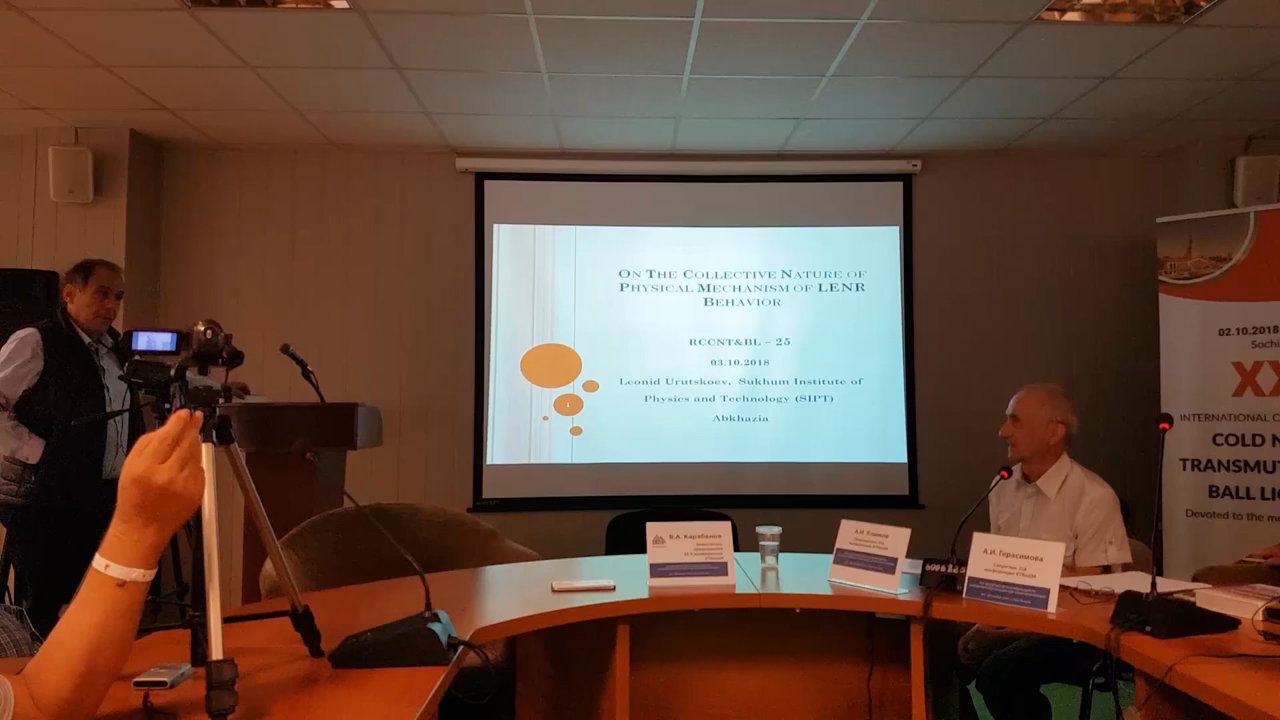 ON THE COLLECTIVE NATURE OF
PHYSICAL MECHANISM OF LENR
BEHAVIOR
RCCNT&BL – 25
03.10.2018
Leonid Urutskoev, Sukhum Institute of
Physics and Technology (SIPT)
Abkhazia
1
02.10.2018
Sochi
XX
INTERNATIONAL C
COLD N
TRANSMUT
BALL LI
Devoted to the m
В.А. Карабанов
А.И. Климов
А.И. Герасимова